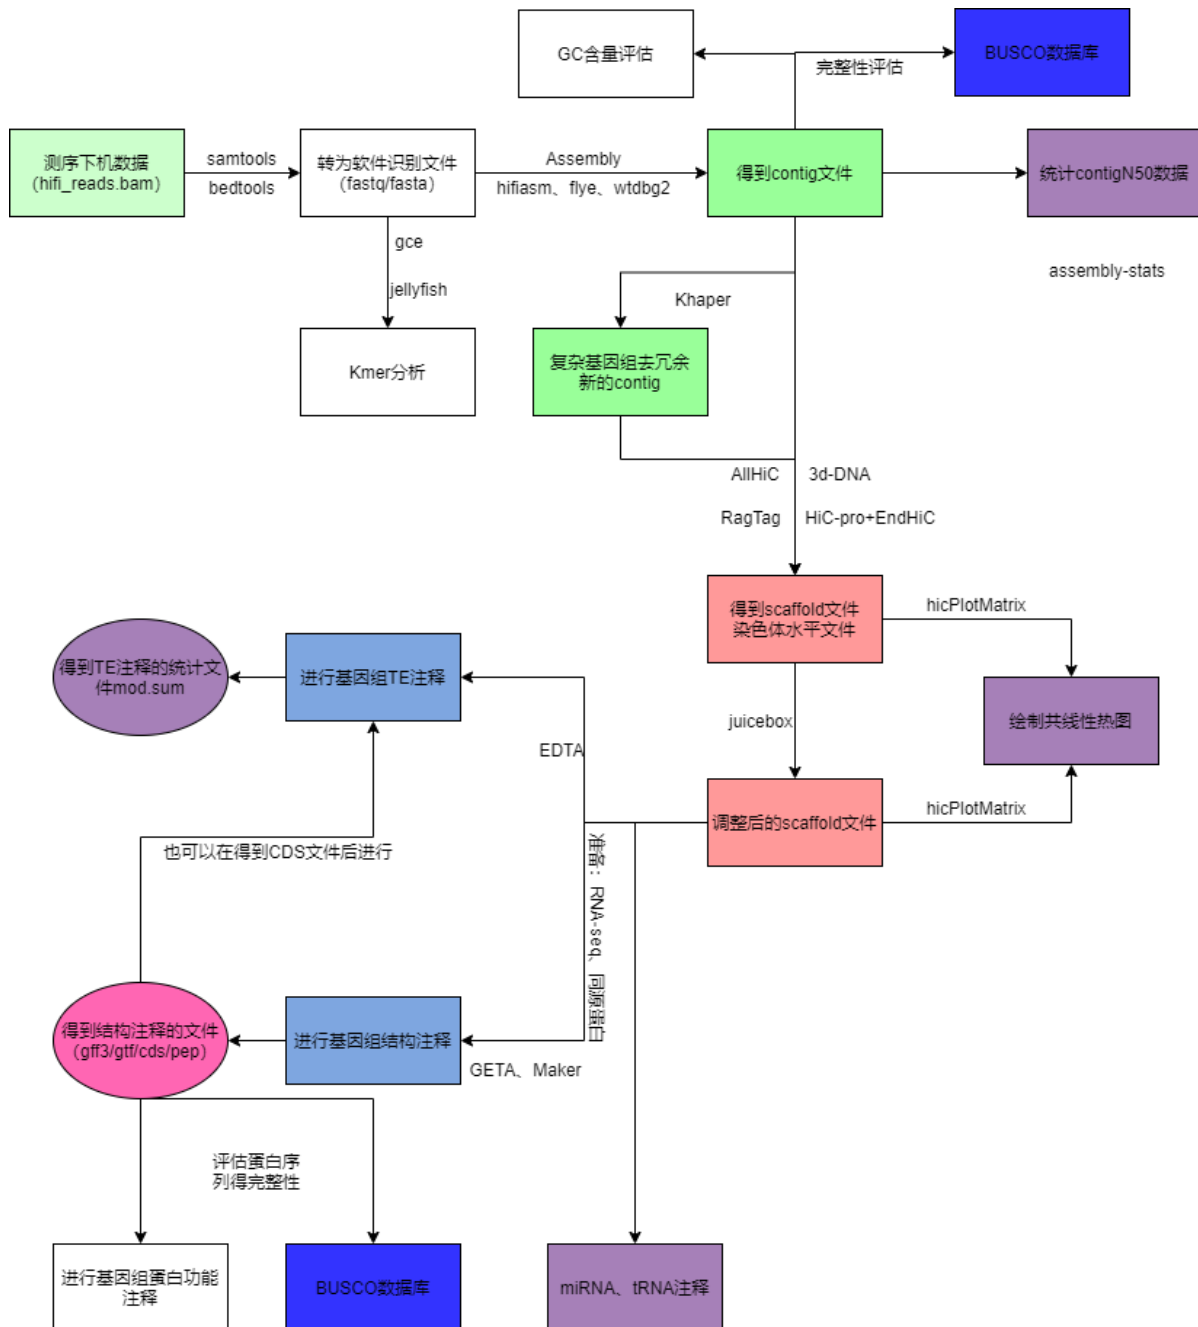 GC含量评估
完整性评估
BUSCO数据库
测序下机数据
（hifi_reads.bam）
samtools
bedtools
转为软件识别文件
（fastq/fasta）
Assembly
hifiasm、flye、wtdbg2
得到contig文件
统计contigN50数据
assembly-stats
gce
jellyfish
Kmer分析
Khaper
复杂基因组去冗余
新的contig
AllHiC
3d-DNA
RagTag
HiC-pro+EndHiC
得到scaffold文件
染色体水平文件
hicPlotMatrix
绘制共线性热图
juicebox
调整后的scaffold文件
hicPlotMatrix
得到TE注释的统计文
件mod.sum
进行基因组TE注释
EDTA
也可以在得到CDS文件后进行
准备：RNA-seq、同源蛋白
得到结构注释的文件
（gff3/gtf/cds/pep）
进行基因组结构注释
GETA、Maker
评估蛋白序
列得完整性
进行基因组蛋白功能
注释
BUSCO数据库
miRNA、tRNA注释